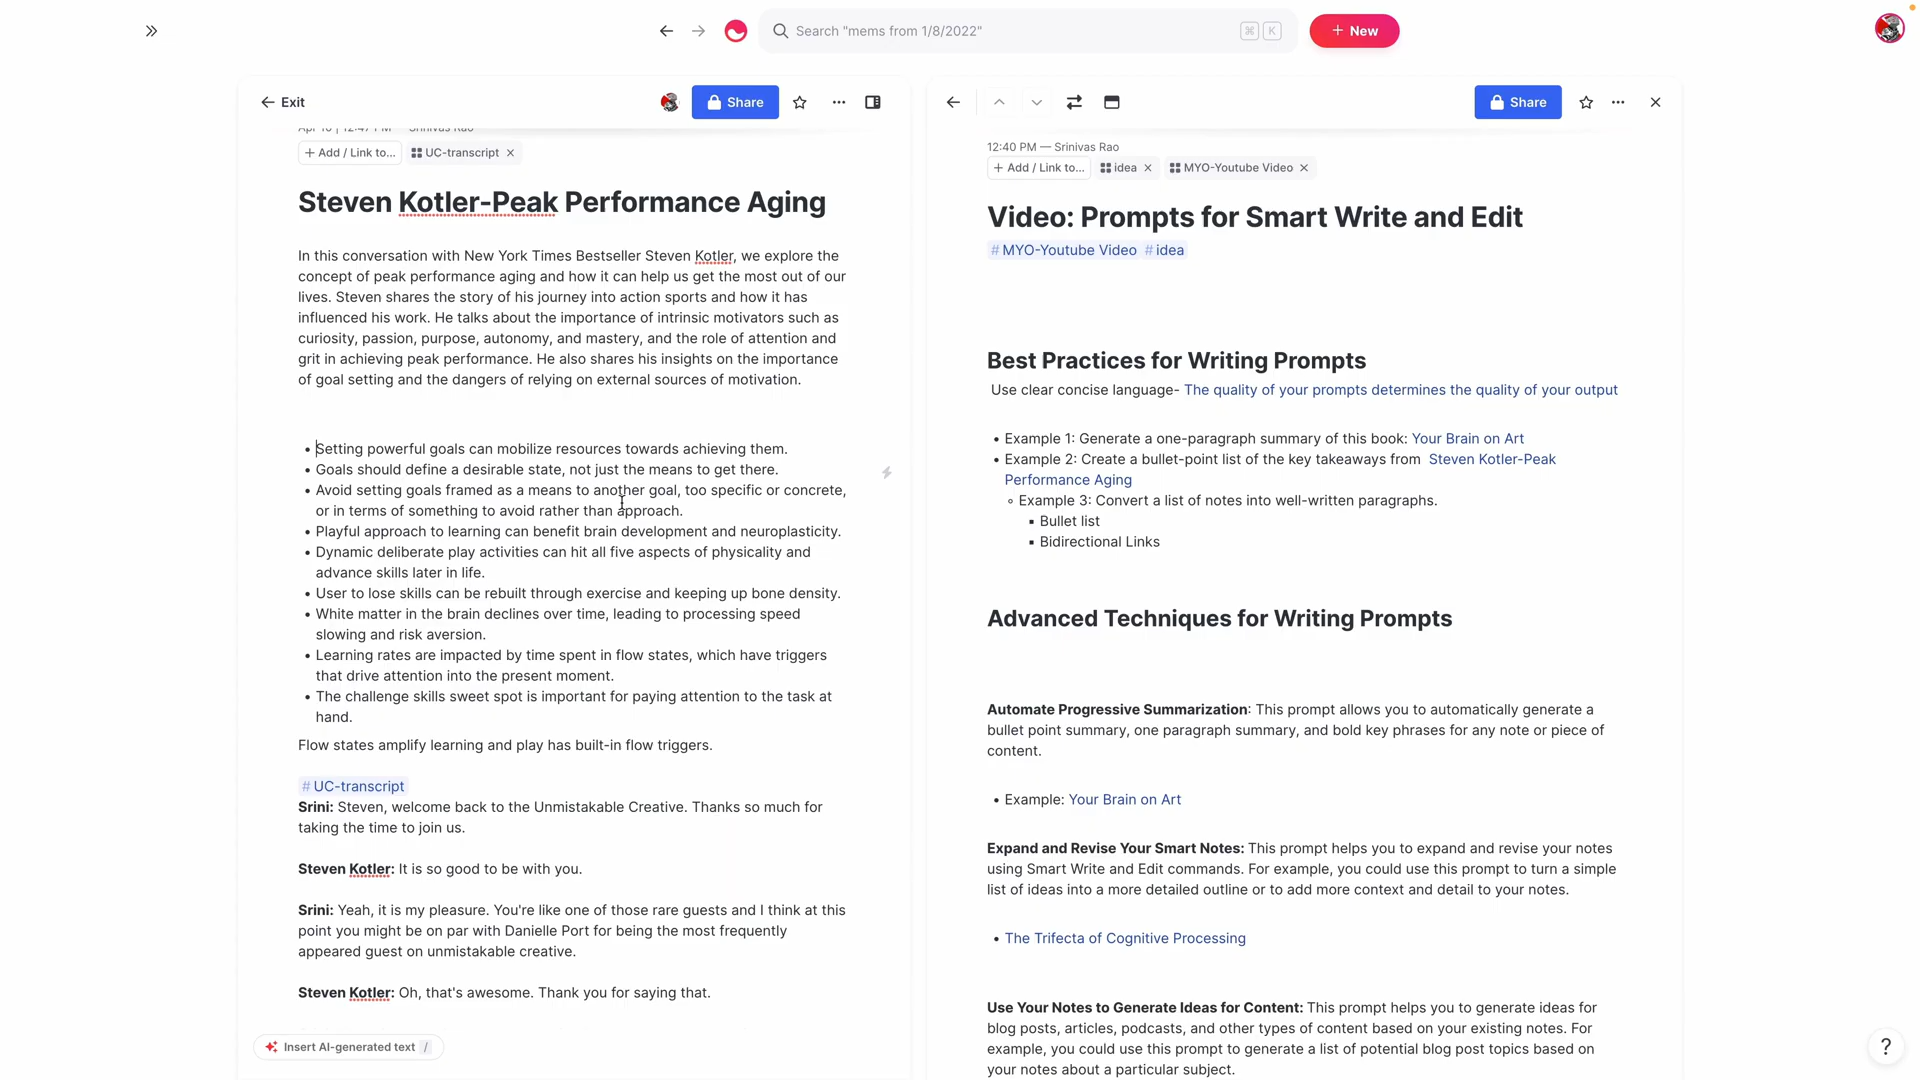 Search "mems from 1/8/2022"
⌘ K
+ New
Exit
Share
Share
Apr 10 | 12:47 PM — Srinivas Rao
+ Add / Link to...
UC-transcript
Steven Kotler-Peak Performance Aging
In this conversation with New York Times Bestseller Steven Kotler, we explore the
concept of peak performance aging and how it can help us get the most out of our
lives. Steven shares the story of his journey into action sports and how it has
influenced his work. He talks about the importance of intrinsic motivators such as
curiosity, passion, purpose, autonomy, and mastery, and the role of attention and
grit in achieving peak performance. He also shares his insights on the importance
of goal setting and the dangers of relying on external sources of motivation.
• Setting powerful goals can mobilize resources towards achieving them.
• Goals should define a desirable state, not just the means to get there.
• Avoid setting goals framed as a means to another goal, too specific or concrete,
or in terms of something to avoid rather than approach.
• Playful approach to learning can benefit brain development and neuroplasticity.
• Dynamic deliberate play activities can hit all five aspects of physicality and
advance skills later in life.
• User to lose skills can be rebuilt through exercise and keeping up bone density.
• White matter in the brain declines over time, leading to processing speed
slowing and risk aversion.
• Learning rates are impacted by time spent in flow states, which have triggers
that drive attention into the present moment.
• The challenge skills sweet spot is important for paying attention to the task at
hand.
Flow states amplify learning and play has built-in flow triggers.
#UC-transcript
Srini: Steven, welcome back to the Unmistakable Creative. Thanks so much for
taking the time to join us.
Steven Kotler: It is so good to be with you.
Srini: Yeah, it is my pleasure. You're like one of those rare guests and I think at this
point you might be on par with Danielle Port for being the most frequently
appeared guest on unmistakable creative.
Steven Kotler: Oh, that's awesome. Thank you for saying that.
Insert AI-generated text /
12:40 PM — Srinivas Rao
+ Add / Link to...
idea
MYO-Youtube Video
Video: Prompts for Smart Write and Edit
#MYO-Youtube Video #idea
Best Practices for Writing Prompts
Use clear concise language- The quality of your prompts determines the quality of your output
• Example 1: Generate a one-paragraph summary of this book: Your Brain on Art
• Example 2: Create a bullet-point list of the key takeaways from Steven Kotler-Peak
Performance Aging
◦ Example 3: Convert a list of notes into well-written paragraphs.
▪ Bullet list
▪ Bidirectional Links
Advanced Techniques for Writing Prompts
Automate Progressive Summarization: This prompt allows you to automatically generate a
bullet point summary, one paragraph summary, and bold key phrases for any note or piece of
content.
• Example: Your Brain on Art
Expand and Revise Your Smart Notes: This prompt helps you to expand and revise your notes
using Smart Write and Edit commands. For example, you could use this prompt to turn a simple
list of ideas into a more detailed outline or to add more context and detail to your notes.
• The Trifecta of Cognitive Processing
Use Your Notes to Generate Ideas for Content: This prompt helps you to generate ideas for
blog posts, articles, podcasts, and other types of content based on your existing notes. For
example, you could use this prompt to generate a list of potential blog post topics based on
your notes about a particular subject.
?